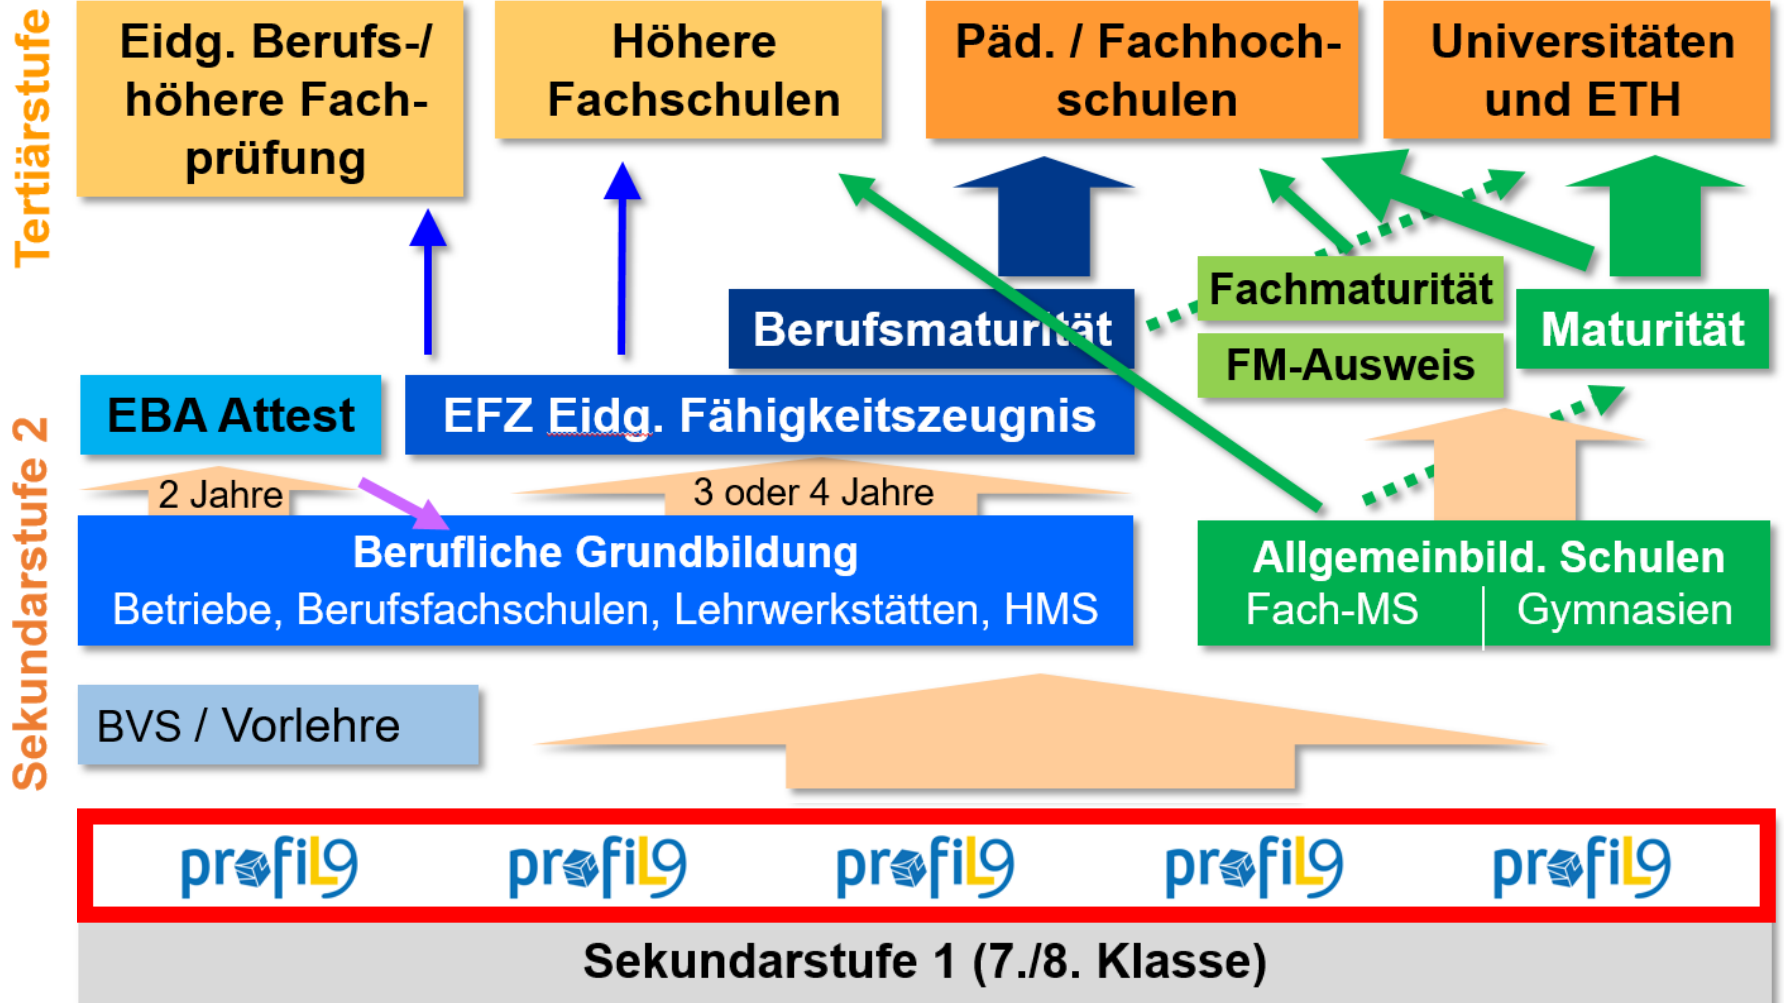 Tertiärstufe
Eidg. Berufs-/
höhere Fach-
prüfung
Höhere
Fachschulen
Päd. / Fachhoch-
schulen
Universitäten
und ETH
Berufsmaturität
Fachmaturität
FM-Ausweis
Maturität
Sekundarstufe 2
EBA Attest
EFZ Eidg. Fähigkeitszeugnis
2 Jahre
3 oder 4 Jahre
Berufliche Grundbildung
Betriebe, Berufsfachschulen, Lehrwerkstätten, HMS
Allgemeinbild. Schulen
Fach-MS
Gymnasien
BVS / Vorlehre
profiL9
profiL9
profiL9
profiL9
profiL9
Sekundarstufe 1 (7./8. Klasse)